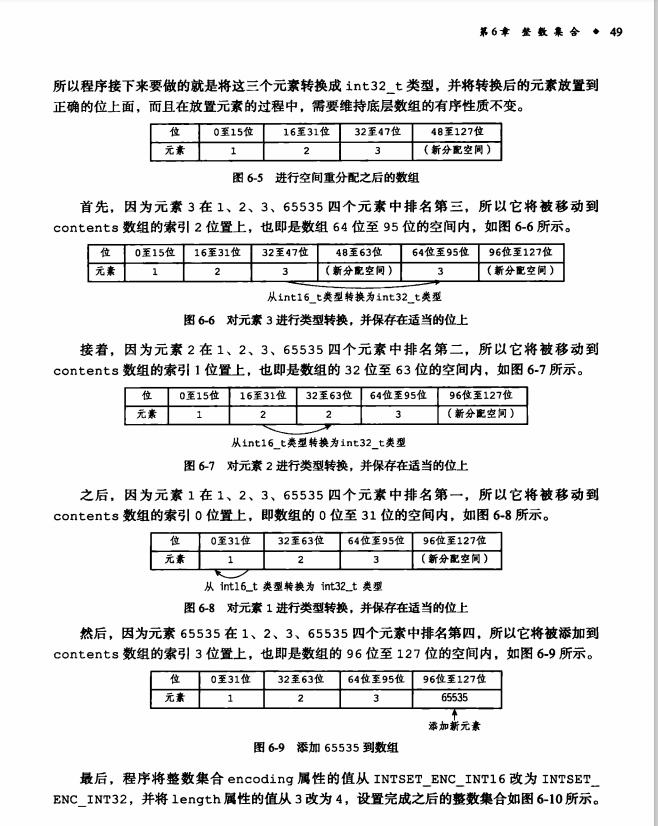 第6章 整数集合 ◆ 49
所以程序接下来要做的就是将这三个元素转换成 int32_t 类型，并将转换后的元素放置到
正确的位上面，而且在放置元素的过程中，需要维持底层数组的有序性质不变。
位 0至15位 16至31位 32至47位 48至127位
元素 1 2 3 （新分配空间）
图 6-5 进行空间重分配之后的数组
首先，因为元素 3 在 1、2、3、65535 四个元素中排名第三，所以它将被移动到
contents 数组的索引 2 位置上，也即是数组 64 位至 95 位的空间内，如图 6-6 所示。
位 0至15位 16至31位 32至47位 48至63位 64位至95位 96位至127位
元素 1 2 3 （新分配空间） 3 （新分配空间）
从int16_t类型转换为int32_t类型
图 6-6 对元素 3 进行类型转换，并保存在适当的位上
接着，因为元素 2 在 1、2、3、65535 四个元素中排名第二，所以它将被移动到
contents 数组的索引 1 位置上，也即是数组的 32 位至 63 位的空间内，如图 6-7 所示。
位 0至15位 16至31位 32至63位 64位至95位 96位至127位
元素 1 2 2 3 （新分配空间）
从int16_t类型转换为int32_t类型
图 6-7 对元素 2 进行类型转换，并保存在适当的位上
之后，因为元素 1 在 1、2、3、65535 四个元素中排名第一，所以它将被移动到
contents 数组的索引 0 位置上，即数组的 0 位至 31 位的空间内，如图 6-8 所示。
位 0至31位 32至63位 64位至95位 96位至127位
元素 1 2 3 （新分配空间）
从 int16_t 类型转换为 int32_t 类型
图 6-8 对元素 1 进行类型转换，并保存在适当的位上
然后，因为元素 65535 在 1、2、3、65535 四个元素中排名第四，所以它将被添加到
contents 数组的索引 3 位置上，也即是数组的 96 位至 127 位的空间内，如图 6-9 所示。
位 0至31位 32至63位 64位至95位 96位至127位
元素 1 2 3 65535
添加新元素
图 6-9 添加 65535 到数组
最后，程序将整数集合 encoding 属性的值从 INTSET_ENC_INT16 改为 INTSET_
ENC_INT32，并将 length 属性的值从 3 改为 4，设置完成之后的整数集合如图 6-10 所示。